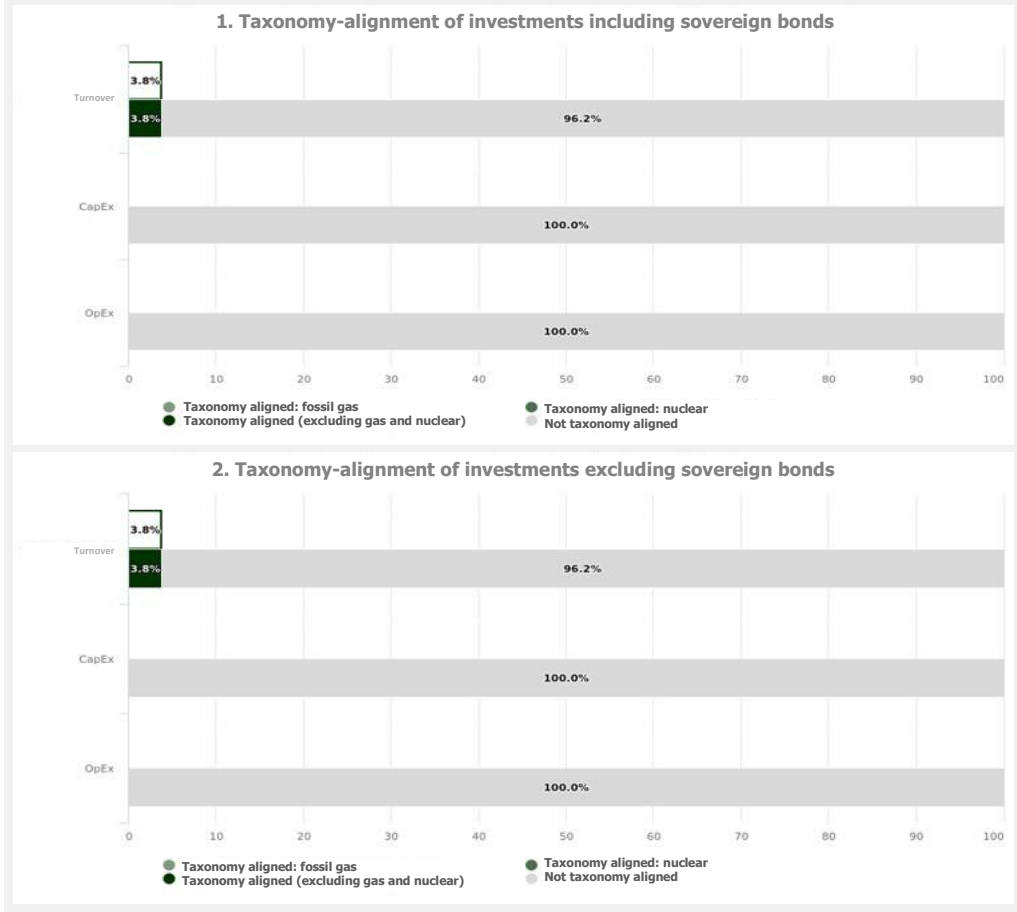 1. Taxonomy-alignment of investments including sovereign bonds
3.8%
Turnover
3.8%
96.2%
CapEx
100.0%
OpEx
100.0%
0 10 20 30 40 50 60 70 80 90 100
Taxonomy aligned: fossil gas
Taxonomy aligned: nuclear
Taxonomy aligned (excluding gas and nuclear)
Not taxonomy aligned
2. Taxonomy-alignment of investments excluding sovereign bonds
3.8%
Turnover
3.8%
96.2%
CapEx
100.0%
OpEx
100.0%
0 10 20 30 40 50 60 70 80 90 100
Taxonomy aligned: fossil gas
Taxonomy aligned: nuclear
Taxonomy aligned (excluding gas and nuclear)
Not taxonomy aligned